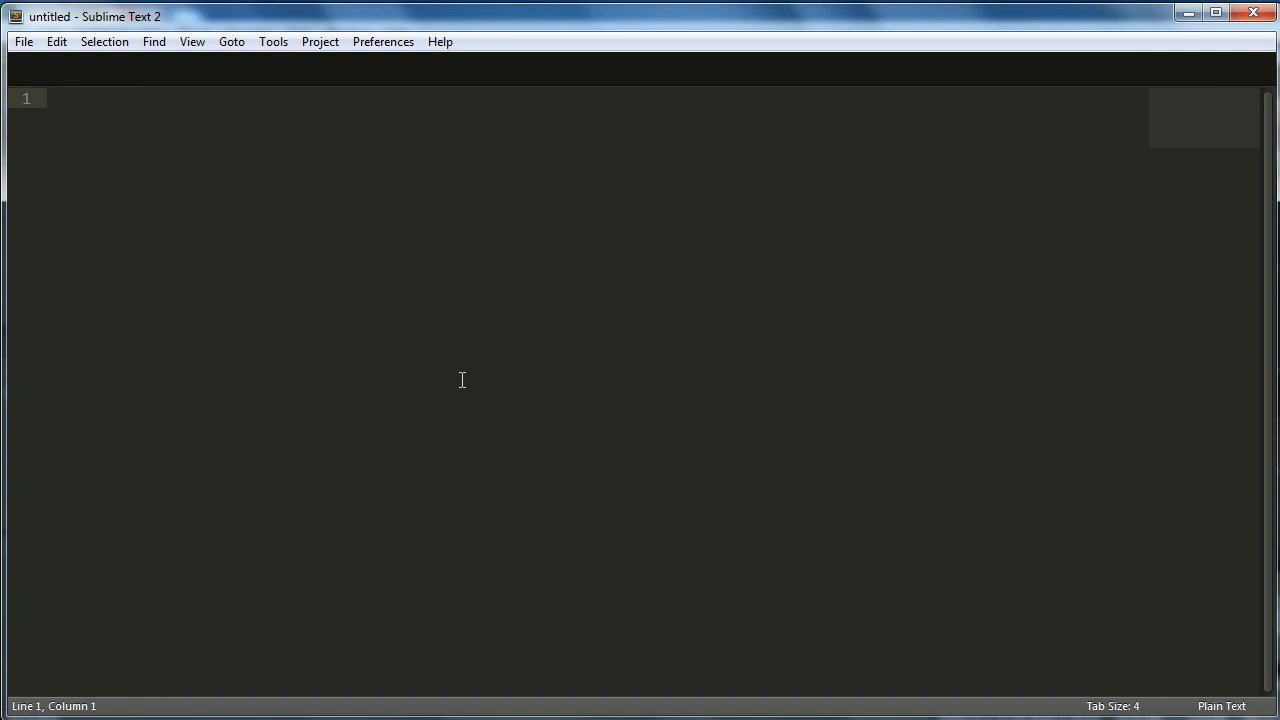 untitled - Sublime Text 2
File Edit Selection Find View Goto Tools Project Preferences Help
1
Line 1, Column 1 Tab Size: 4 Plain Text